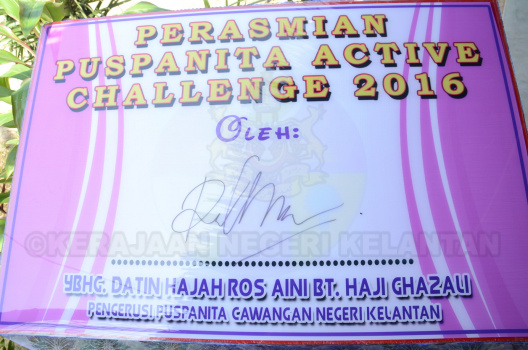 PERASMIAN
PUSPANITA ACTIVE
CHALLENGE 2016
OLEH:
©KERAJAAN NEGERI KELANTAN
YBHG. DATIN HAJAH ROS AINI BT. HAJI GHAZALI
PENGERUSI PUSPANITA CAWANGAN NEGERI KELANTAN